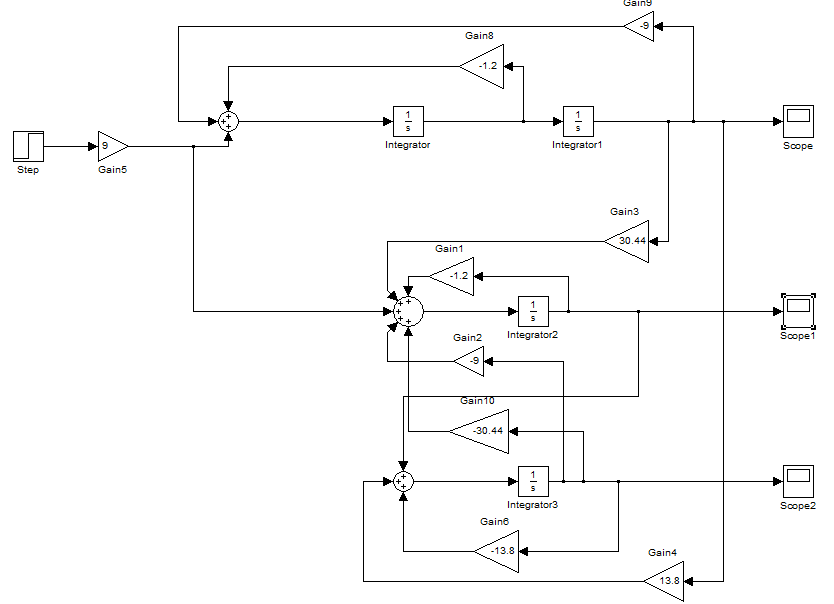 Gain9
-9
Gain8
-1.2
1
s
Integrator
1
s
Integrator1
Scope
Step
9
Gain5
Gain3
30.44
Gain1
-1.2
1
s
Integrator2
Scope1
Gain2
-9
Gain10
-30.44
1
s
Integrator3
Scope2
Gain6
-13.8
Gain4
13.8